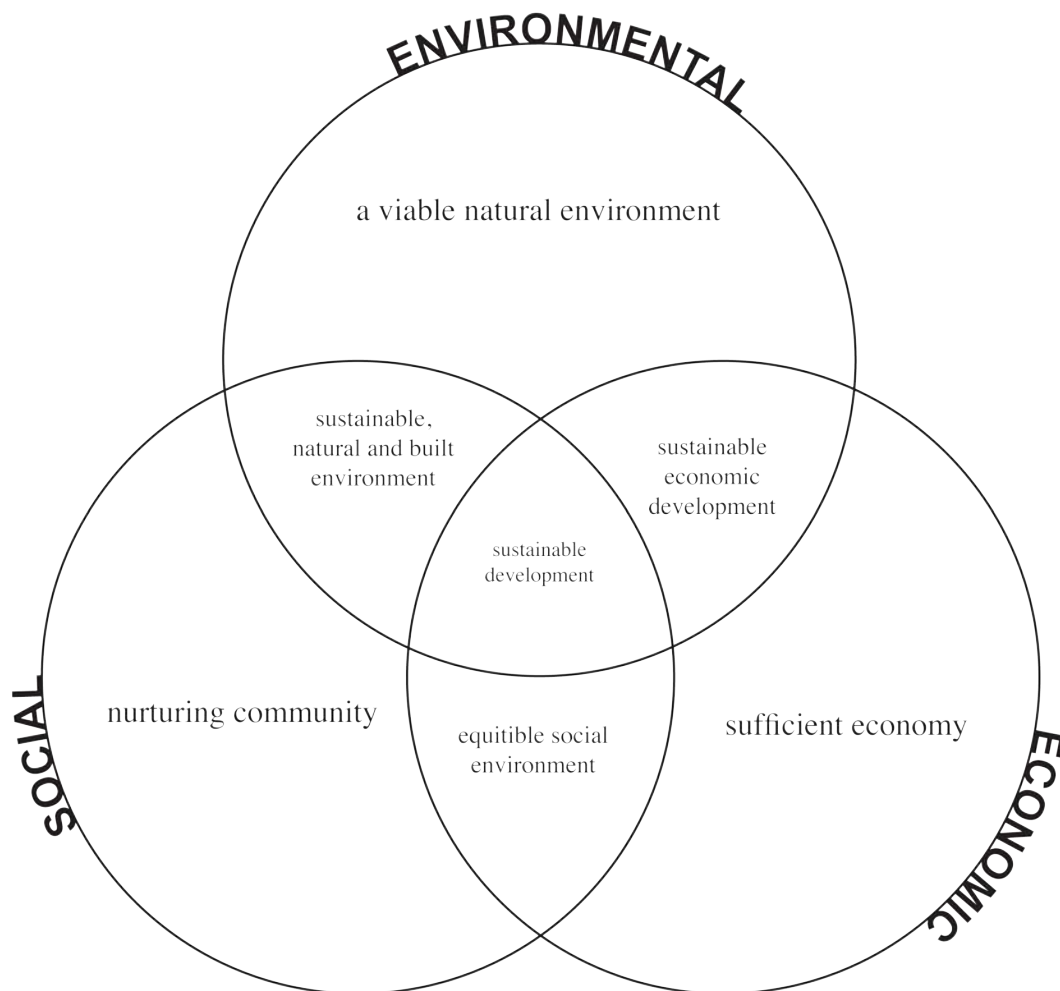 ENVIRONMENTAL
a viable natural environment
sustainable,
natural and built
environment
sustainable
economic
development
sustainable
development
SOCIAL
nurturing community
equitible social
environment
sufficient economy
ECONOMIC